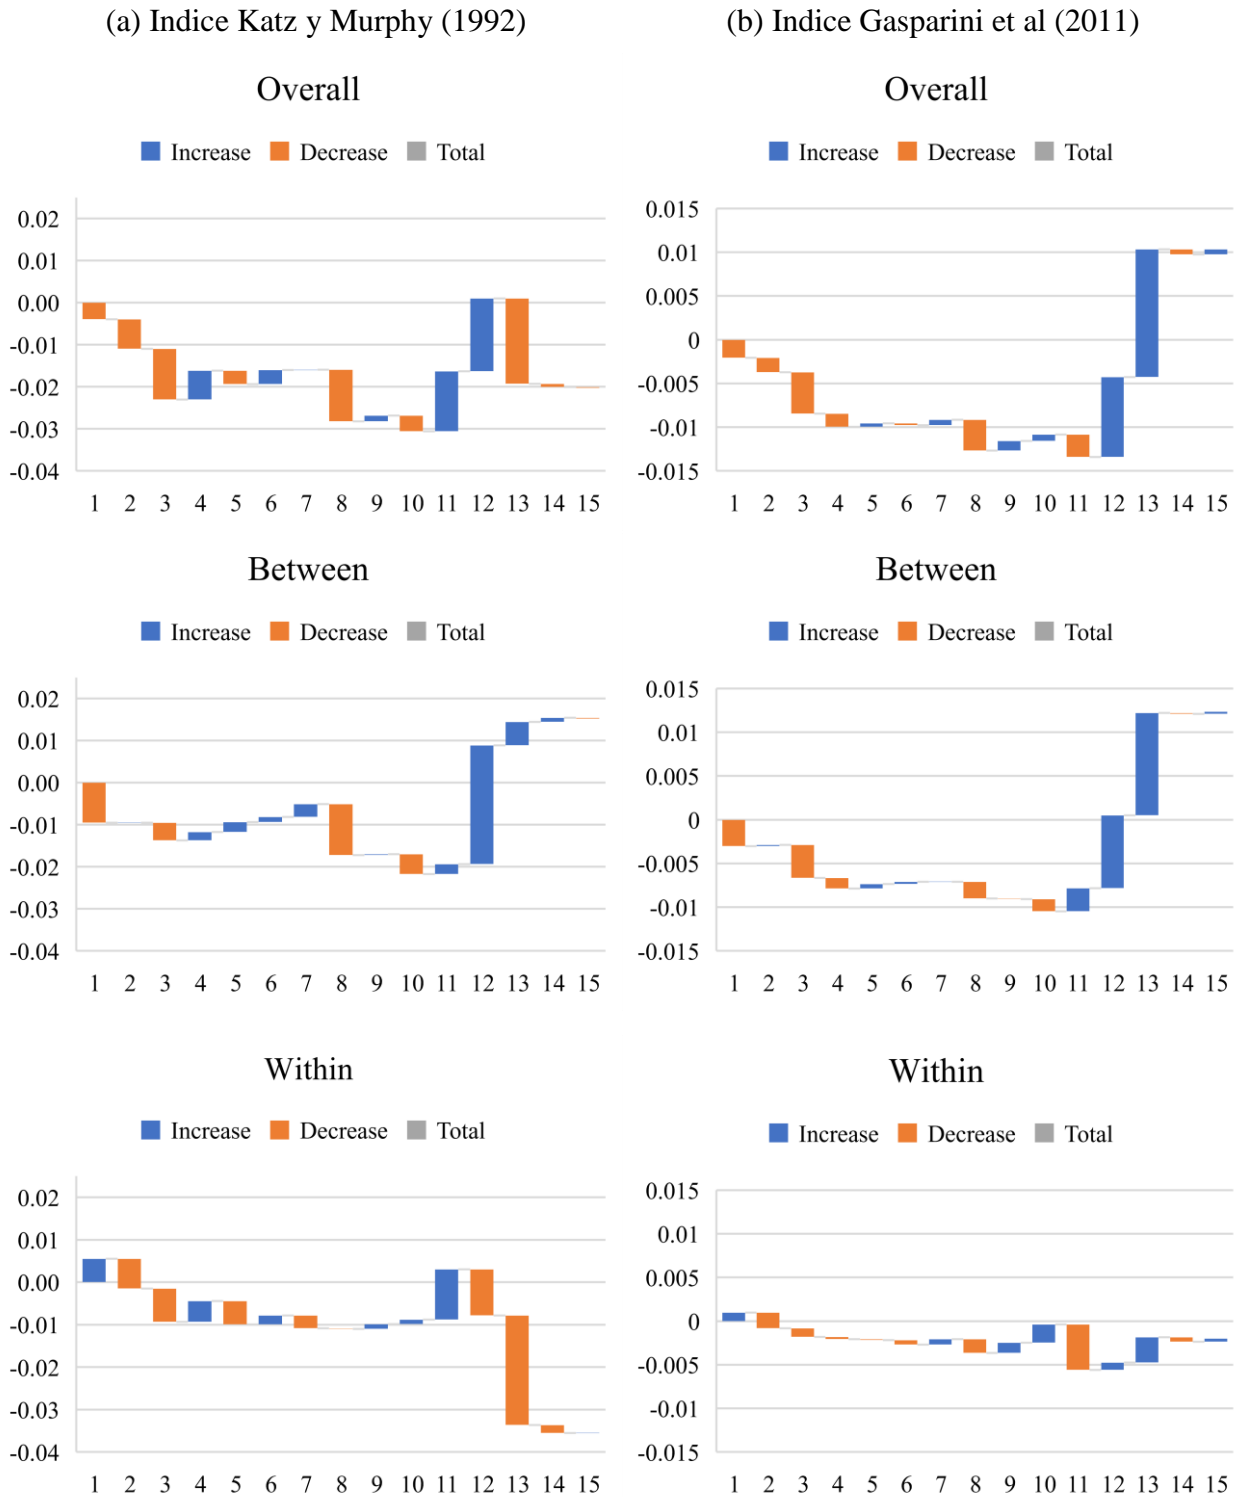 (a) Indice Katz y Murphy (1992)
(b) Indice Gasparini et al (2011)
Overall
Increase Decrease Total
0.02
0.01
0.00
-0.01
-0.02
-0.03
-0.04
1 2 3 4 5 6 7 8 9 10 11 12 13 14 15
Overall
Increase Decrease Total
0.015
0.01
0.005
0
-0.005
-0.01
-0.015
1 2 3 4 5 6 7 8 9 10 11 12 13 14 15
Between
Increase Decrease Total
0.02
0.01
0.00
-0.01
-0.02
-0.03
-0.04
1 2 3 4 5 6 7 8 9 10 11 12 13 14 15
Between
Increase Decrease Total
0.015
0.01
0.005
0
-0.005
-0.01
-0.015
1 2 3 4 5 6 7 8 9 10 11 12 13 14 15
Within
Increase Decrease Total
0.02
0.01
0.00
-0.01
-0.02
-0.03
-0.04
1 2 3 4 5 6 7 8 9 10 11 12 13 14 15
Within
Increase Decrease Total
0.015
0.01
0.005
0
-0.005
-0.01
-0.015
1 2 3 4 5 6 7 8 9 10 11 12 13 14 15